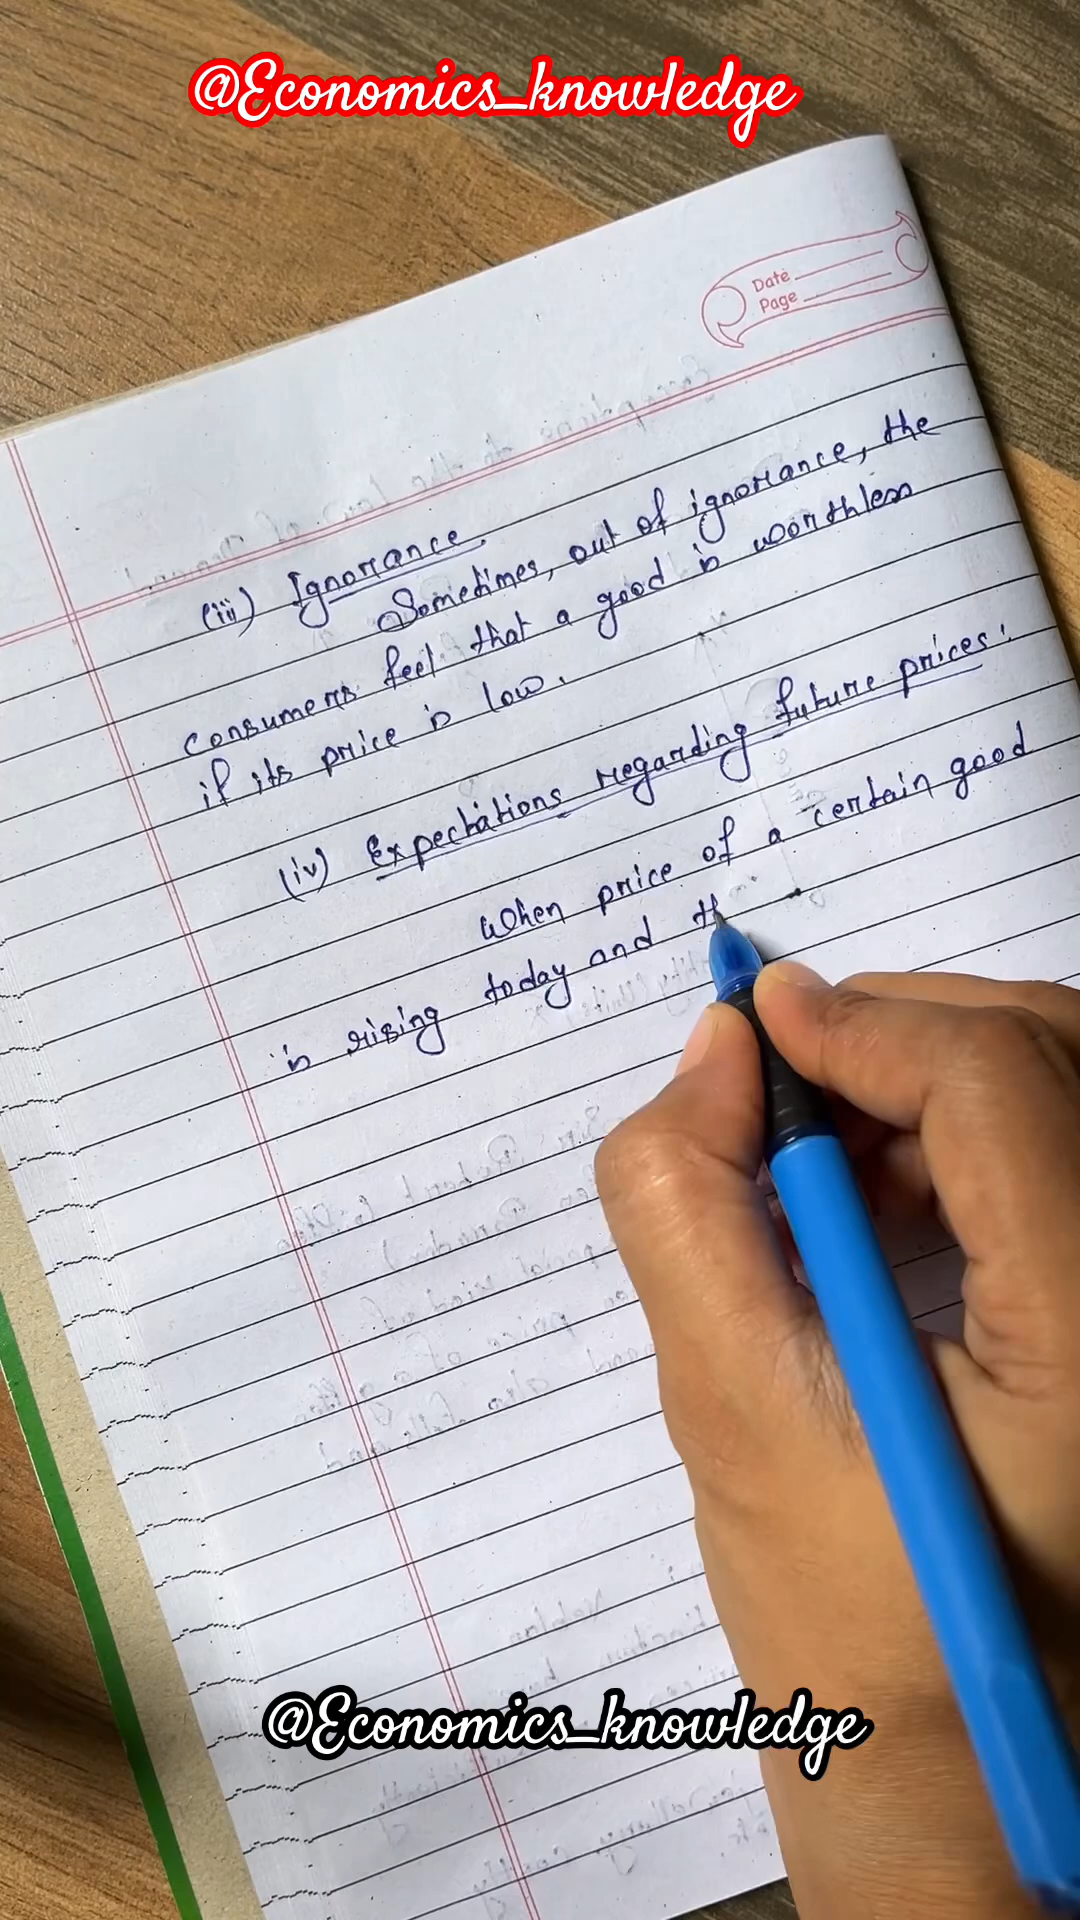 @Economics_knowledge
Date
Page
(iii) Ignorance.
Sometimes, out of ignorance, the
consumers feel that a good is worthless
if its price is low.
(iv) Expectations regarding future prices:
When price of a certain good
is rising today and th
@Economics_knowledge